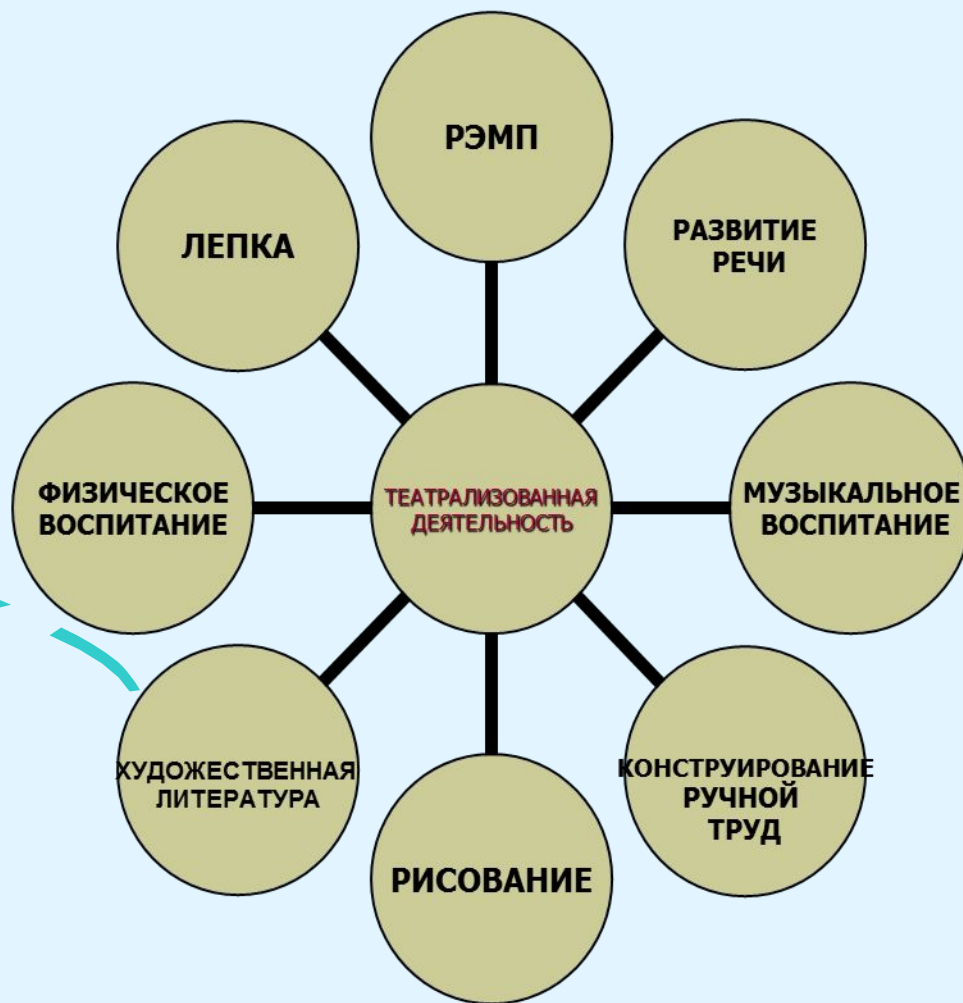 РЭМП
ЛЕПКА
РАЗВИТИЕ
РЕЧИ
ФИЗИЧЕСКОЕ
ВОСПИТАНИЕ
ТЕАТРАЛИЗОВАННАЯ
ДЕЯТЕЛЬНОСТЬ
МУЗЫКАЛЬНОЕ
ВОСПИТАНИЕ
ХУДОЖЕСТВЕННАЯ
ЛИТЕРАТУРА
КОНСТРУИРОВАНИЕ
РУЧНОЙ
ТРУД
РИСОВАНИЕ